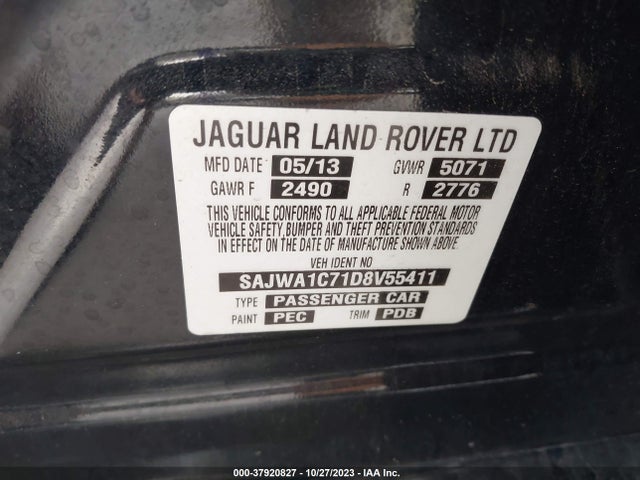 JAGUAR LAND ROVER LTD
MFD DATE 05/13 GVWR 5071
GAWR F 2490 R 2776
THIS VEHICLE CONFORMS TO ALL APPLICABLE FEDERAL MOTOR
VEHICLE SAFETY, BUMPER AND THEFT PREVENTION STANDARDS
IN EFFECT ON THE DATE OF MANUFACTURE SHOWN ABOVE.
VEH IDENT NO
SAJWA1C71D8V55411
TYPE PASSENGER CAR
PAINT PEC TRIM PDB
000-37920827 - 10/27/2023 - IAA Inc.